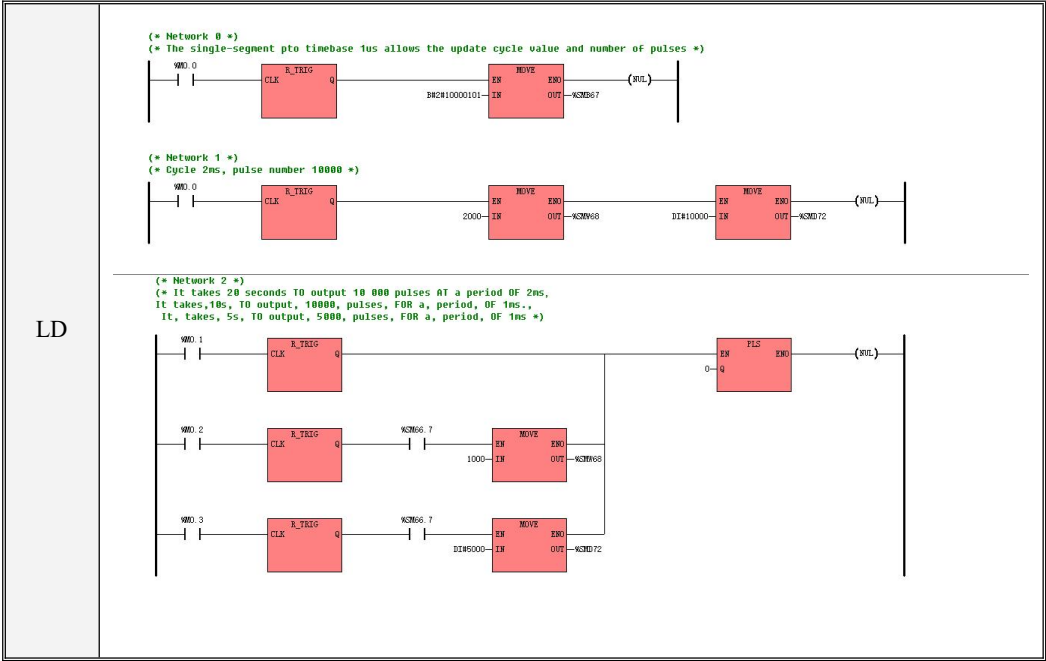 LD
(* Network 0 *)
(* The single-segment pto timebase 1us allows the update cycle value and number of pulses *)
%M0.0
R_TRIG
CLK Q
MOVE
EN ENO
B#2#10000101 IN OUT %SMB67
(NUL)
(* Network 1 *)
(* Cycle 2ms, pulse number 10000 *)
%M0.0
R_TRIG
CLK Q
MOVE
EN ENO
2000 IN OUT %SMW68
MOVE
EN ENO
DI#10000 IN OUT %SMD72
(NUL)
(* Network 2 *)
(* It takes 20 seconds TO output 10 000 pulses AT a period OF 2ms,
It takes,10s, TO output, 10000, pulses, FOR a, period, OF 1ms.,
It, takes, 5s, TO output, 5000, pulses, FOR a, period, OF 1ms *)
%M0.1
R_TRIG
CLK Q
PLS
EN ENO
0 Q
(NUL)
%M0.2
R_TRIG
CLK Q
%SM66.7
MOVE
EN ENO
1000 IN OUT %SMW68
%M0.3
R_TRIG
CLK Q
%SM66.7
MOVE
EN ENO
DI#5000 IN OUT %SMD72